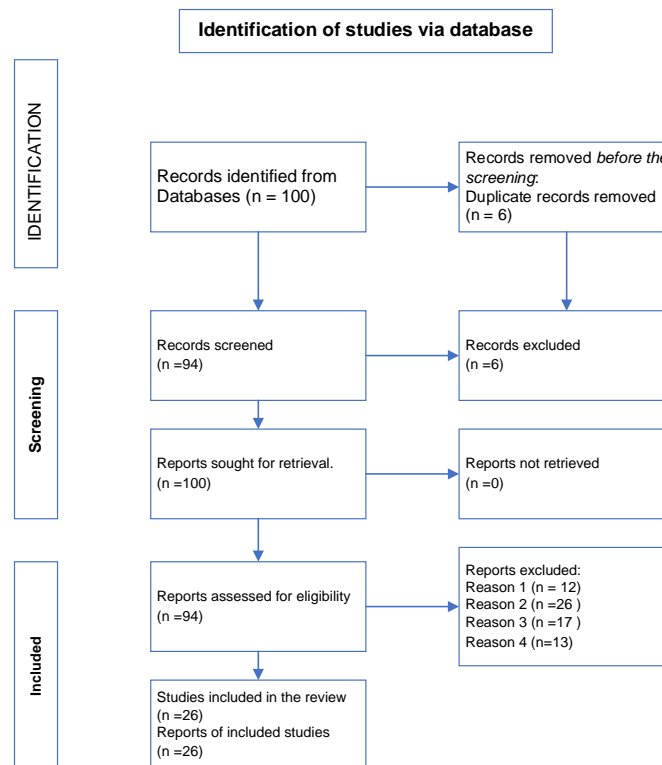 Identification of studies via database
IDENTIFICATION
Records identified from
Databases (n = 100)
Records removed before the
screening:
Duplicate records removed
(n = 6)
Screening
Records screened
(n =94)
Records excluded
(n =6)
Reports sought for retrieval.
(n =100)
Reports not retrieved
(n =0)
Included
Reports assessed for eligibility
(n =94)
Reports excluded:
Reason 1 (n = 12)
Reason 2 (n =26 )
Reason 3 (n =17 )
Reason 4 (n=13)
Studies included in the review
(n =26)
Reports of included studies
(n =26)